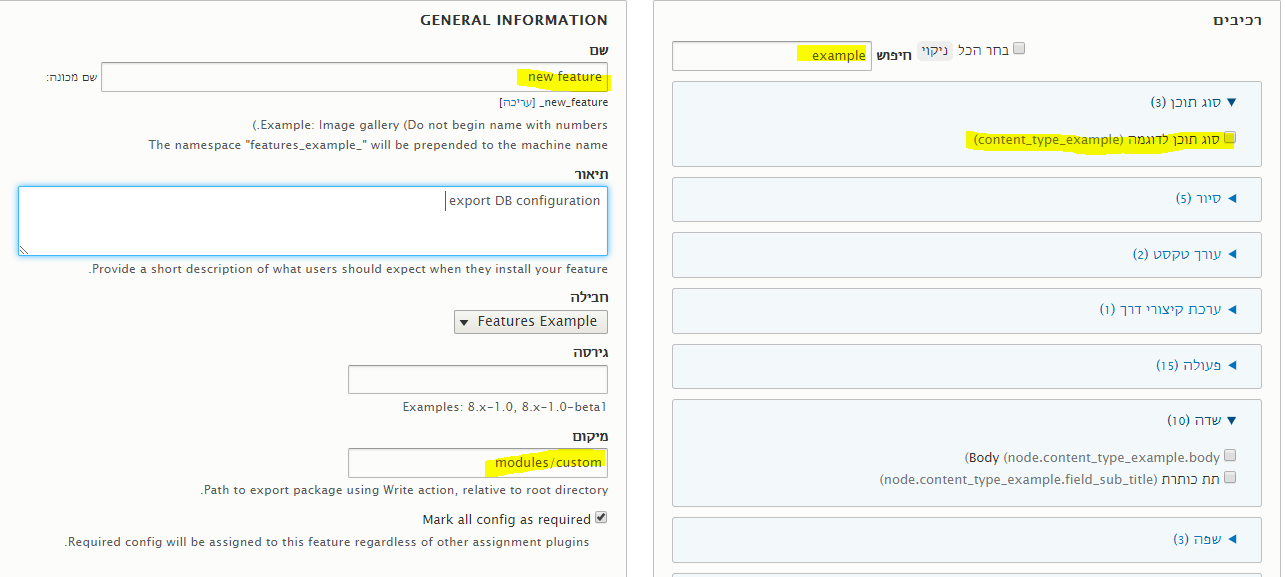 רכיבים
בחר הכל ניקוי חיפוש example
סוג תוכן (3)
סוג תוכן לדוגמה (content_type_example)
סיור (5)
עורך טקסט (2)
ערכת קיצורי דרך (1)
פעולה (15)
שדה (10)
Body (node.content_type_example.body)
תת כותרת (node.content_type_example.field_sub_title)
שפה (3)
GENERAL INFORMATION
שם
new feature שם מכונה:
_new_feature [עריכה]
Example: Image gallery (Do not begin name with numbers.)
The namespace "features_example_" will be prepended to the machine name
תיאור
export DB configuration
Provide a short description of what users should expect when they install your feature.
חבילה
Features Example
גירסה
Examples: 8.x-1.0, 8.x-1.0-beta1
מיקום
modules/custom
Path to export package using Write action, relative to root directory.
Mark all config as required
Required config will be assigned to this feature regardless of other assignment plugins.